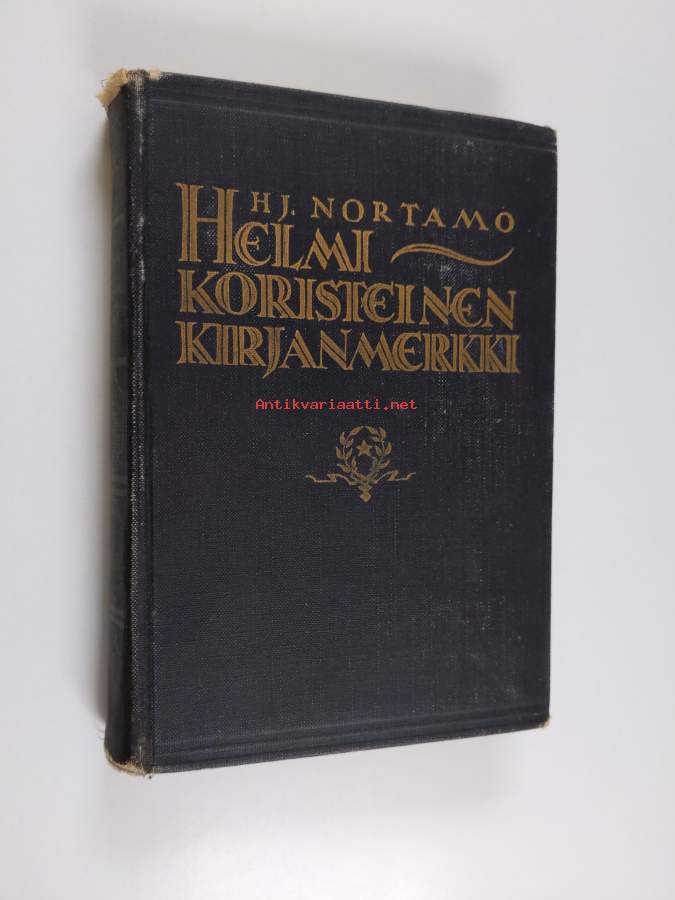 HJ. NORTAMO
HELMI
KORISTEINEN
KIRJANMERKKI
Antikvariaatti.net